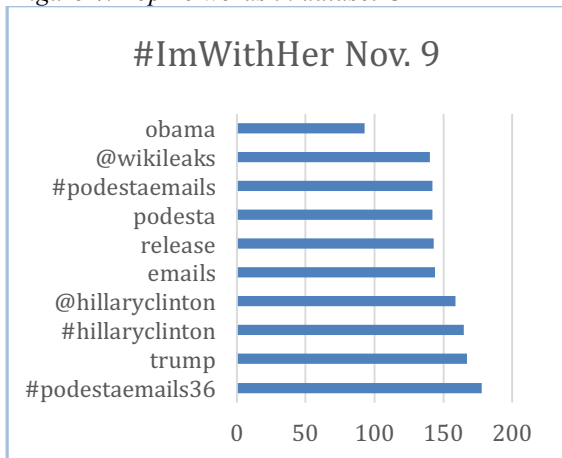 #ImWithHer Nov. 9
obama
@wikileaks
#podestaemails
podesta
release
emails
@hillaryclinton
#hillaryclinton
trump
#podestaemails36
0 50 100 150 200